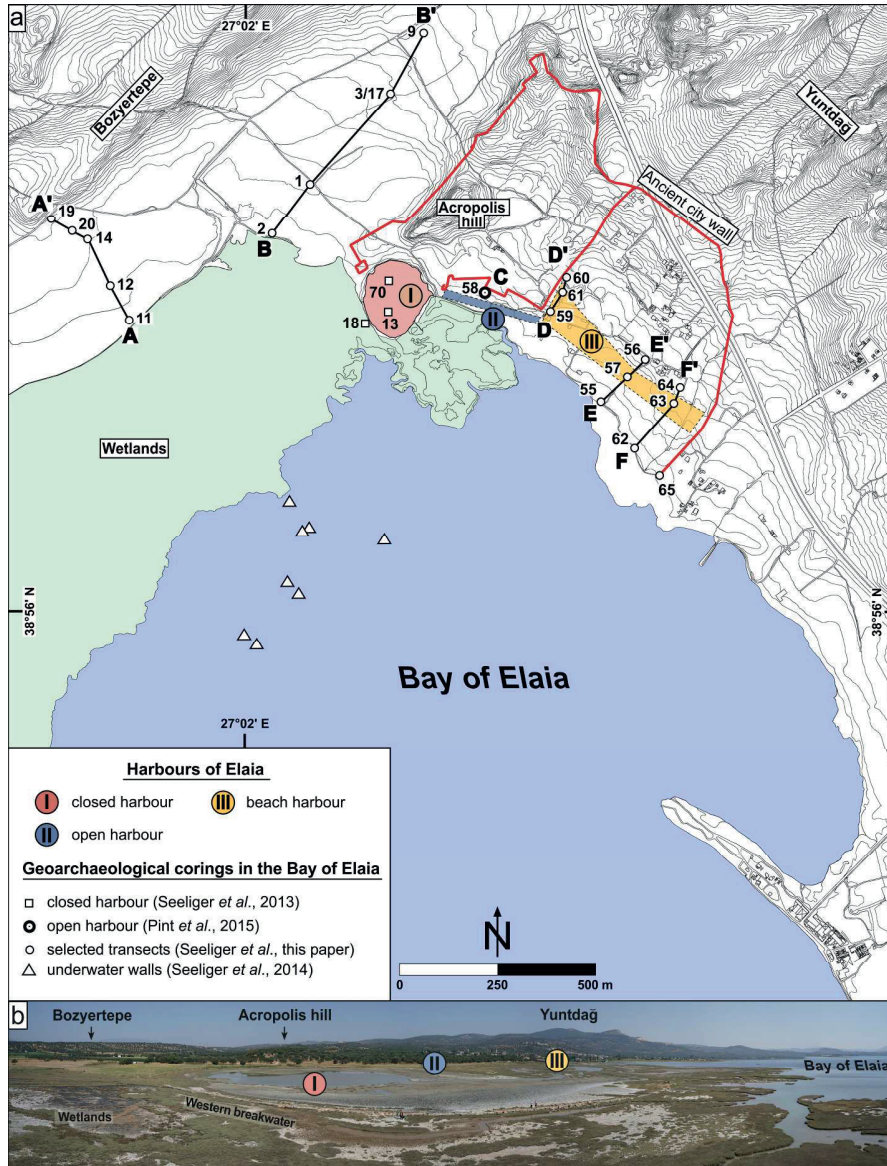 a
27°02' E
B'
9
3/17
Bozyertepe
Yuntdağ
1
A'
19
20
14
2
B
Acropolis
hill
Ancient city wall
12
11
A
70
I
13
18
C
58
II
D'
60
61
59
D
III
E'
56
57
55
E
F'
64
63
62
F
65
Wetlands
38°56' N
38°56' N
Bay of Elaia
27°02' E
Harbours of Elaia
I closed harbour
III beach harbour
II open harbour
Geoarchaeological corings in the Bay of Elaia
closed harbour (Seeliger et al., 2013)
open harbour (Pint et al., 2015)
selected transects (Seeliger et al., this paper)
underwater walls (Seeliger et al., 2014)
N
0 250 500 m
b
Bozyertepe
Acropolis hill
Yuntdağ
I
II
III
Bay of Elaia
Wetlands
Western breakwater